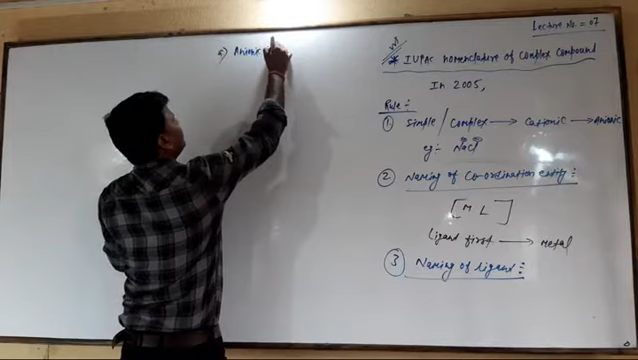 Lecture No. = 07
* IUPAC nomenclature of Complex Compound
In 2005,
Rule :-
① Simple / Complex → Cationic → Anionic
eg:- NaCl
② Naming of Co-ordination entity :-
[ M L ]
Ligand first → metal
③ Naming of Ligand :-
a) Anionic